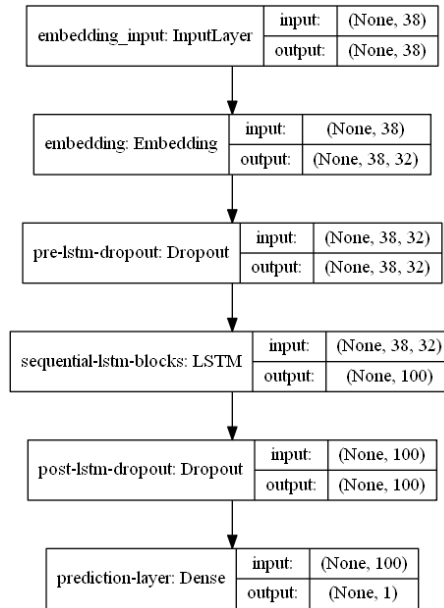 embedding_input: InputLayer input: (None, 38)
output: (None, 38)
embedding: Embedding input: (None, 38)
output: (None, 38, 32)
pre-lstm-dropout: Dropout input: (None, 38, 32)
output: (None, 38, 32)
sequential-lstm-blocks: LSTM input: (None, 38, 32)
output: (None, 100)
post-lstm-dropout: Dropout input: (None, 100)
output: (None, 100)
prediction-layer: Dense input: (None, 100)
output: (None, 1)